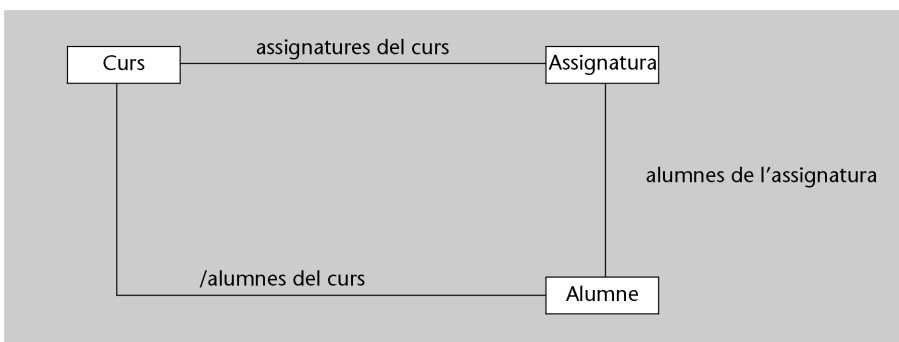 assignatures del curs
Curs
Assignatura
alumnes de l’assignatura
/alumnes del curs
Alumne